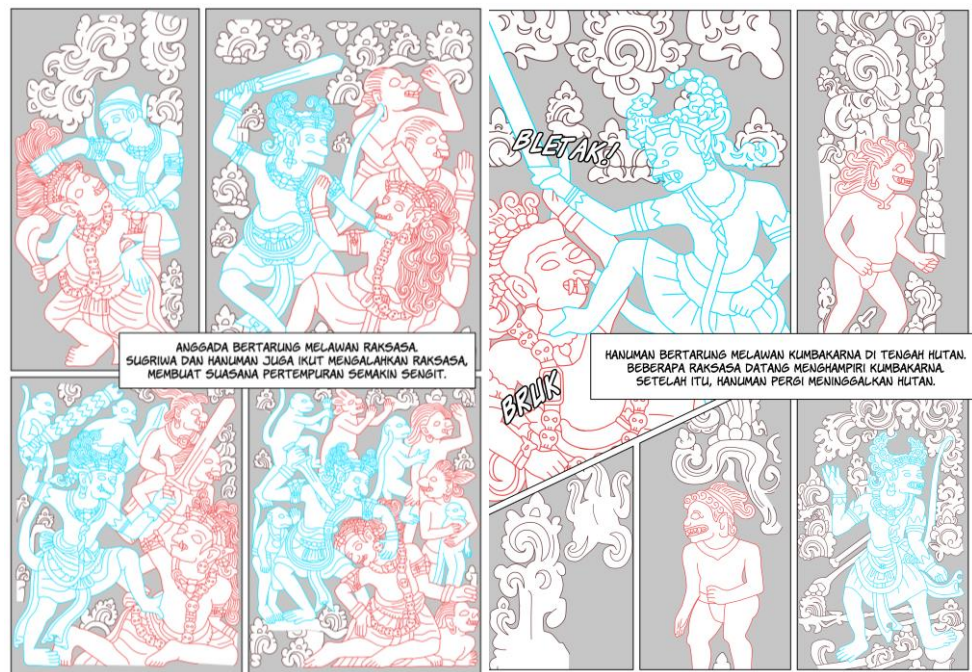 ANGGADA BERTARUNG MELAWAN RAKSASA.
SUGRIWA DAN HANUMAN JUGA IKUT MENGALAHKAN RAKSASA,
MEMBUAT SUASANA PERTEMPURAN SEMAKIN SENGIT.
BLETAK!
HANUMAN BERTARUNG MELAWAN KUMBAKARNA DI TENGAH HUTAN.
BEBERAPA RAKSASA DATANG MENGHAMPIRI KUMBAKARNA.
SETELAH ITU, HANUMAN PERGI MENINGGALKAN HUTAN.
BRUK